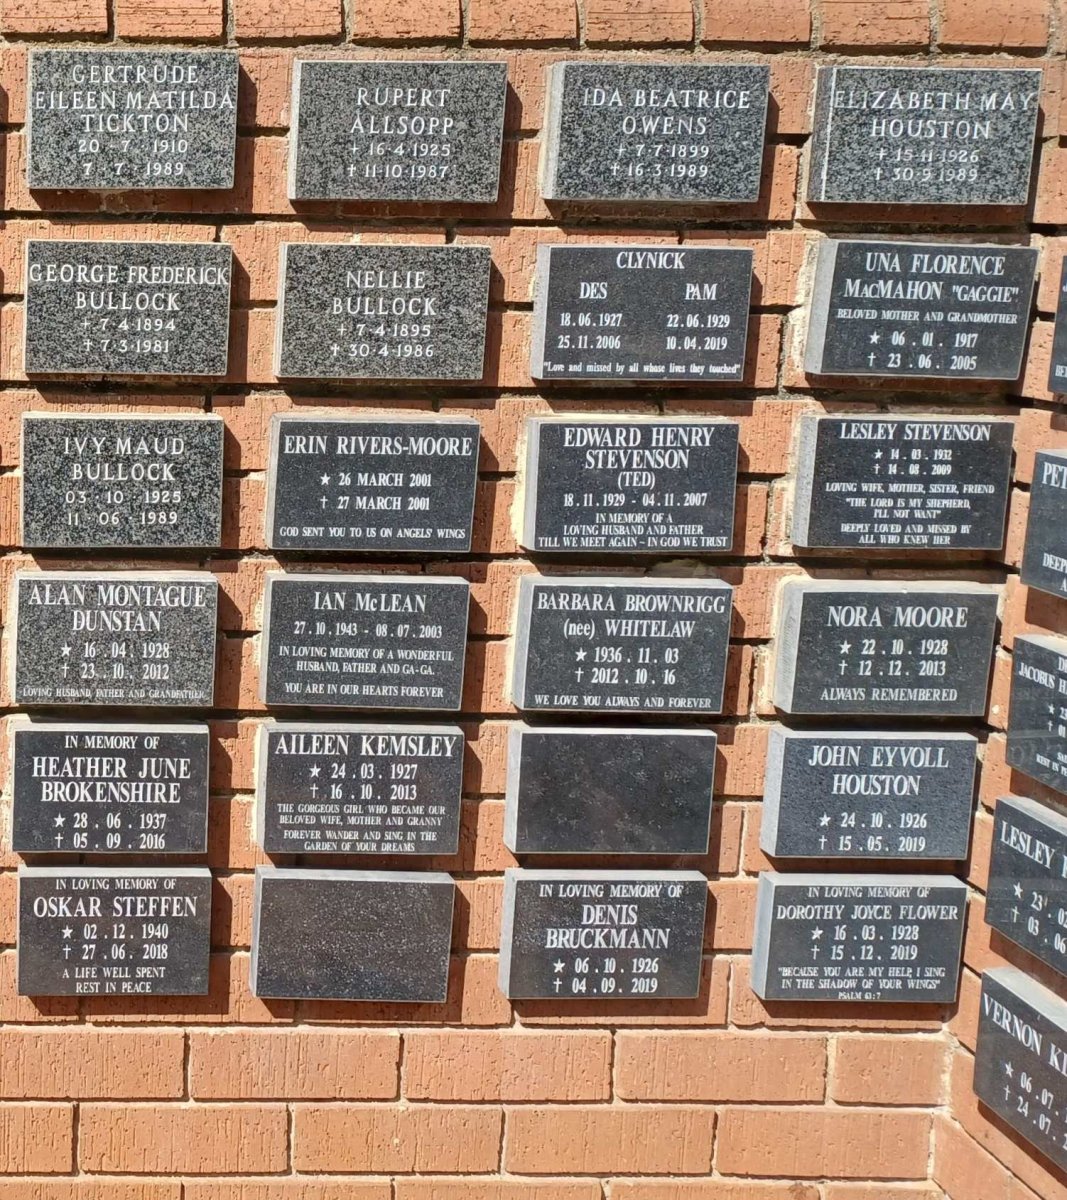 GERTRUDE
EILEEN MATILDA
TICKTON
20 · 7 · 1910
7 · 7 · 1989
RUPERT
ALLSOPP
+ 16·4·1925
† 11·10·1987
IDA BEATRICE
OWENS
+ 7·7·1899
† 16·3·1989
ELIZABETH MAY
HOUSTON
+ 15·11·1926
+ 30·9·1989
GEORGE FREDERICK
BULLOCK
+ 7·4·1894
+ 7·3·1981
NELLIE
BULLOCK
+ 7·4·1895
† 30·4·1986
CLYNICK
DES PAM
18.06.1927 22.06.1929
25.11.2006 10.04.2019
"Love and missed by all whose lives they touched"
UNA FLORENCE
MACMAHON "GAGGIE"
BELOVED MOTHER AND GRANDMOTHER
★ 06 . 01 . 1917
† 23 . 06 . 2005
IVY MAUD
BULLOCK
03 · 10 · 1925
11 · 06 · 1989
ERIN RIVERS-MOORE
★ 26 MARCH 2001
† 27 MARCH 2001
GOD SENT YOU TO US ON ANGELS' WINGS
EDWARD HENRY
STEVENSON
(TED)
18 . 11 . 1929 - 04 . 11 . 2007
IN MEMORY OF A
LOVING HUSBAND AND FATHER
TILL WE MEET AGAIN - IN GOD WE TRUST
LESLEY STEVENSON
★ 14 . 03 . 1932
† 14 . 08 . 2009
LOVING WIFE, MOTHER, SISTER, FRIEND
"THE LORD IS MY SHEPHERD,
I'LL NOT WANT"
DEEPLY LOVED AND MISSED BY
ALL WHO KNEW HER
ALAN MONTAGUE
DUNSTAN
★ 16 . 04 . 1928
† 23 . 10 . 2012
LOVING HUSBAND, FATHER AND GRANDFATHER
IAN MCLEAN
27 . 10 . 1943 - 08 . 07 . 2003
IN LOVING MEMORY OF A WONDERFUL
HUSBAND, FATHER AND GA-GA.
YOU ARE IN OUR HEARTS FOREVER
BARBARA BROWNRIGG
(nee) WHITELAW
★ 1936 . 11 . 03
† 2012 . 10 . 16
WE LOVE YOU ALWAYS AND FOREVER
NORA MOORE
★ 22 . 10 . 1928
† 12 . 12 . 2013
ALWAYS REMEMBERED
IN MEMORY OF
HEATHER JUNE
BROKENSHIRE
★ 28 . 06 . 1937
† 05 . 09 . 2016
AILEEN KEMSLEY
★ 24 . 03 . 1927
† 16 . 10 . 2013
THE GORGEOUS GIRL WHO BECAME OUR
BELOVED WIFE, MOTHER AND GRANNY
FOREVER WANDER AND SING IN THE
GARDEN OF YOUR DREAMS
JOHN EYVOLL
HOUSTON
★ 24 . 10 . 1926
† 15 . 05 . 2019
OSKAR STEFFEN
IN LOVING MEMORY OF
★ 02 . 12 . 1940
† 27 . 06 . 2018
A LIFE WELL SPENT
REST IN PEACE
IN LOVING MEMORY OF
DENIS
BRUCKMANN
★ 06 . 10 . 1926
† 04 . 09 . 2019
IN LOVING MEMORY OF
DOROTHY JOYCE FLOWER
★ 16 . 03 . 1928
† 15 . 12 . 2019
"BECAUSE YOU ARE MY HELP, I SING
IN THE SHADOW OF YOUR WINGS"
PSALM 63 : 7
JACOBUS
REST IN
LESLEY
★ 23 .
† 03 . 06
VERNON
★ 06 . 07 .
† 24 . 07 .